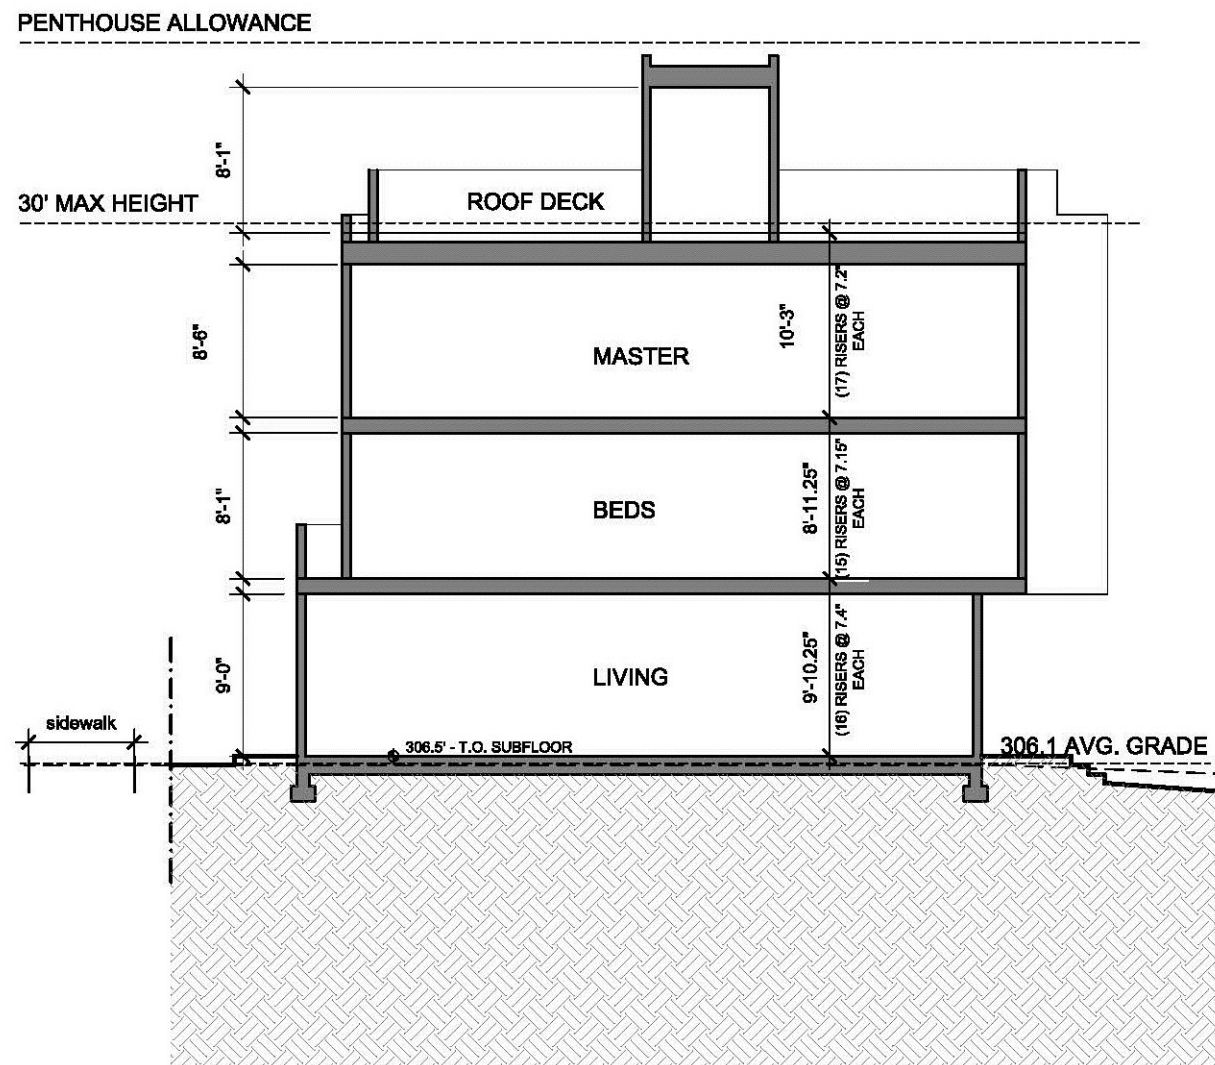 PENTHOUSE ALLOWANCE
8'-1"
30' MAX HEIGHT
ROOF DECK
8'-6"
MASTER
10'-3"
(17) RISERS @ 7.2"
EACH
8'-1"
BEDS
8'-11.25"
(15) RISERS @ 7.15"
EACH
9'-0"
LIVING
9'-10.25"
(16) RISERS @ 7.4"
EACH
sidewalk
306.5' - T.O. SUBFLOOR
306.1 AVG. GRADE